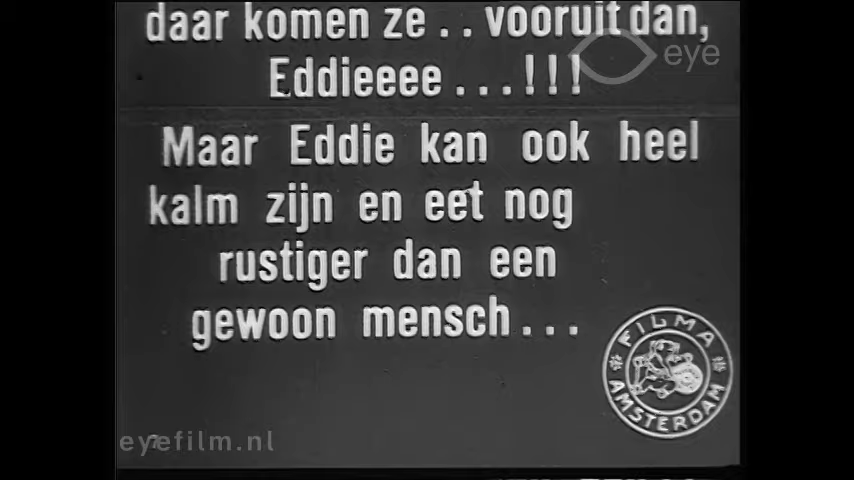 daar komen ze .. vooruit dan,
Eddieeee ...!!!
eye
Maar Eddie kan ook heel
kalm zijn en eet nog
rustiger dan een
gewoon mensch...
FILMA
AMSTERDAM
eyefilm.nl
7